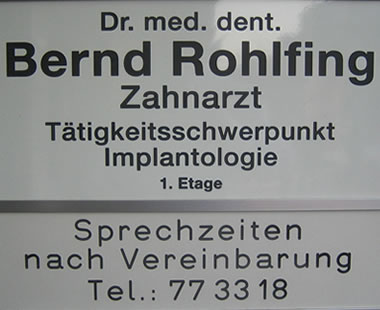 Dr. med. dent.
Bernd Rohlfing
Zahnarzt
Tätigkeitsschwerpunkt
Implantologie
1. Etage
Sprechzeiten
nach Vereinbarung
Tel.: 77 33 18